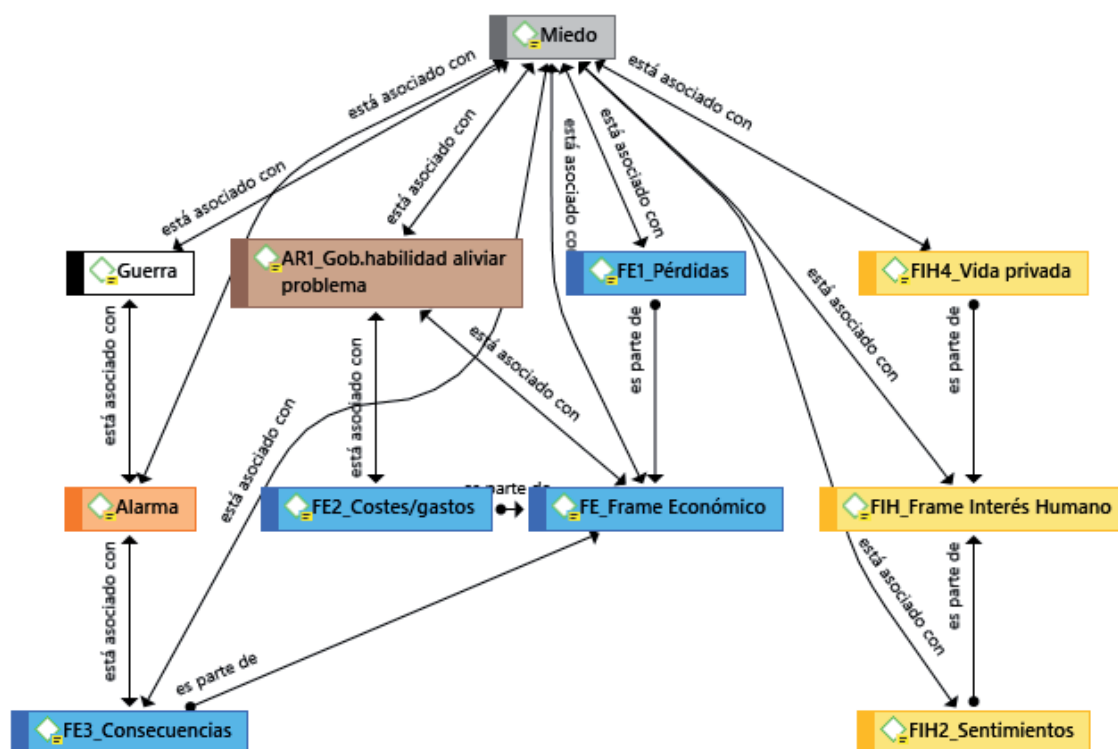 Miedo
está asociado con
está asociado con
está asociado con
está asociado con
está asociado con
está asociado con
Guerra
AR1_Gob.habilidad aliviar
problema
FE1_Pérdidas
FIH4_Vida privada
está asociado con
está asociado con
está asociado con
está asociado con
es parte de
está asociado con
es parte de
está asociado con
Alarma
FE2_Costes/gastos
es parte de
FE_Frame Económico
FIH_Frame Interés Humano
está asociado con
es parte de
está asociado con
es parte de
FE3_Consecuencias
FIH2_Sentimientos